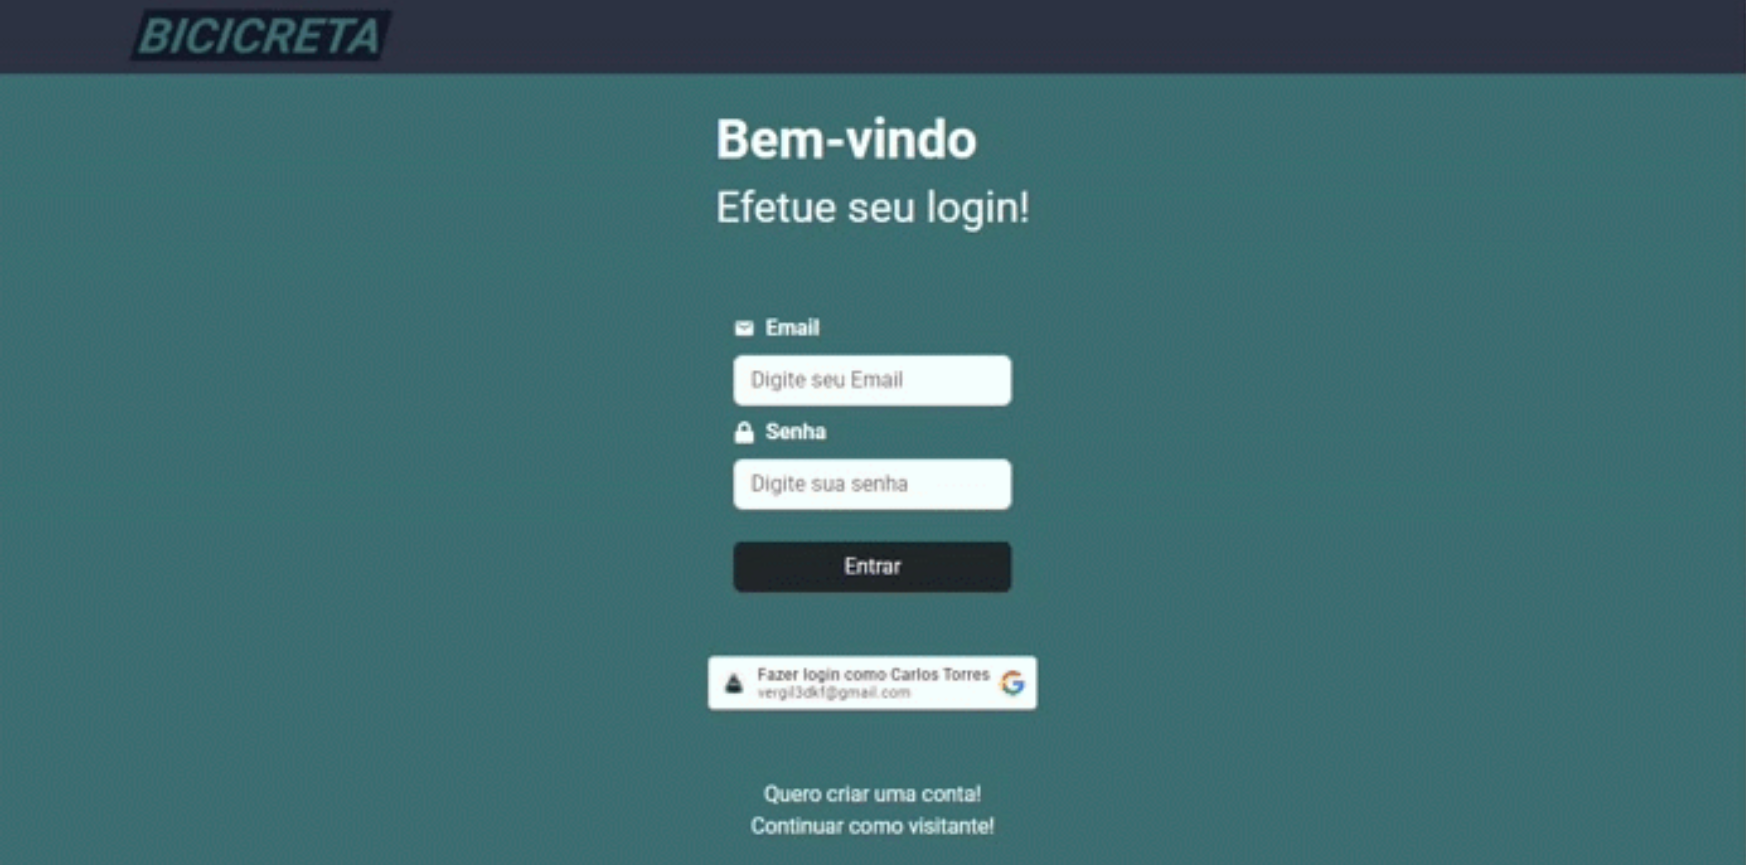 BICICRETA
Bem-vindo
Efetue seu login!
Email
Digite seu Email
Senha
Digite sua senha
Entrar
Fazer login como Carlos Torres
vergil3dkf@gmail.com
Quero criar uma conta!
Continuar como visitante!